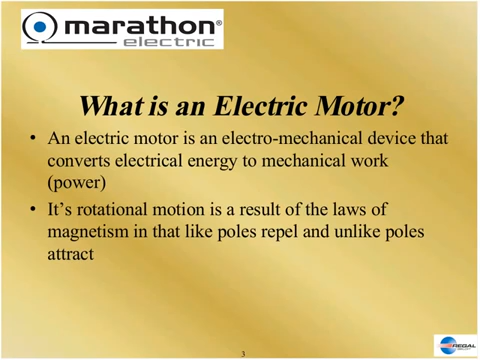 marathon®
electric
What is an Electric Motor?
• An electric motor is an electro-mechanical device that
converts electrical energy to mechanical work
(power)
• It's rotational motion is a result of the laws of
magnetism in that like poles repel and unlike poles
attract
3
REGAL